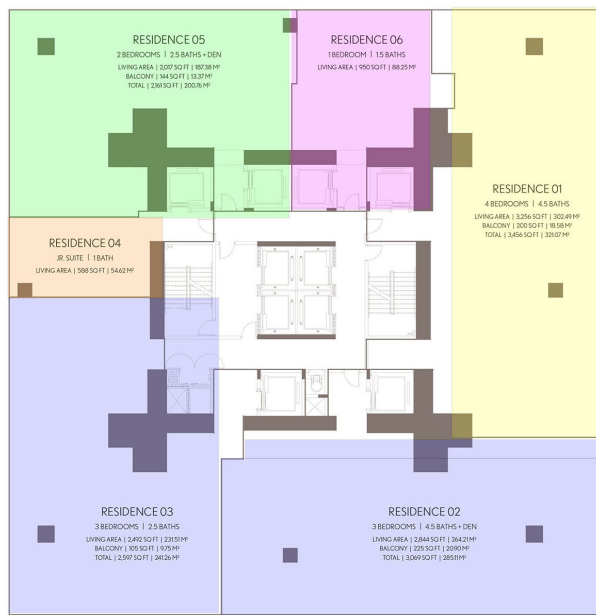 RESIDENCE 05
2 BEDROOMS | 2.5 BATHS + DEN
LIVING AREA | 2,017 SQ FT | 187.38 M²
BALCONY | 144 SQ FT | 13.37 M²
TOTAL | 2,161 SQ FT | 200.76 M²
RESIDENCE 06
1 BEDROOM | 1.5 BATHS
LIVING AREA | 950 SQ FT | 88.25 M²
RESIDENCE 01
4 BEDROOMS | 4.5 BATHS
LIVING AREA | 3,256 SQ FT | 302.49 M²
BALCONY | 200 SQ FT | 18.58 M²
TOTAL | 3,456 SQ FT | 321.07 M²
RESIDENCE 04
JR. SUITE | 1 BATH
LIVING AREA | 588 SQ FT | 54.62 M²
RESIDENCE 03
3 BEDROOMS | 2.5 BATHS
LIVING AREA | 2,492 SQ FT | 231.51 M²
BALCONY | 105 SQ FT | 9.75 M²
TOTAL | 2,597 SQ FT | 241.26 M²
RESIDENCE 02
3 BEDROOMS | 4.5 BATHS + DEN
LIVING AREA | 2,844 SQ FT | 264.21 M²
BALCONY | 225 SQ FT | 20.90 M²
TOTAL | 3,069 SQ FT | 285.11 M²